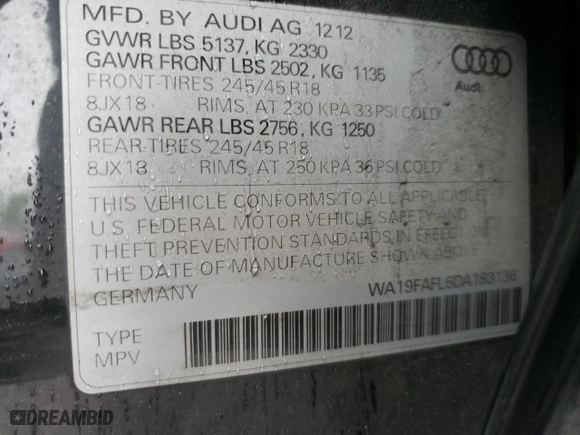 MFD. BY AUDI AG 12 12
GVWR LBS 5137, KG 2330
GAWR FRONT LBS 2502, KG 1135
FRONT-TIRES 245/45 R18
8JX18 RIMS, AT 230 KPA 33 PSI COLD
GAWR REAR LBS 2756, KG 1250
REAR-TIRES 245/45 R18
8JX18 RIMS, AT 250 KPA 36 PSI COLD
Audi
THIS VEHICLE CONFORMS TO ALL APPLICABLE
U.S. FEDERAL MOTOR VEHICLE SAFETY AND
THEFT PREVENTION STANDARDS IN EFFECT ON
THE DATE OF MANUFACTURE SHOWN ABOVE.
GERMANY WA19FAFL6DA183136
TYPE:
MPV
DREAMBID